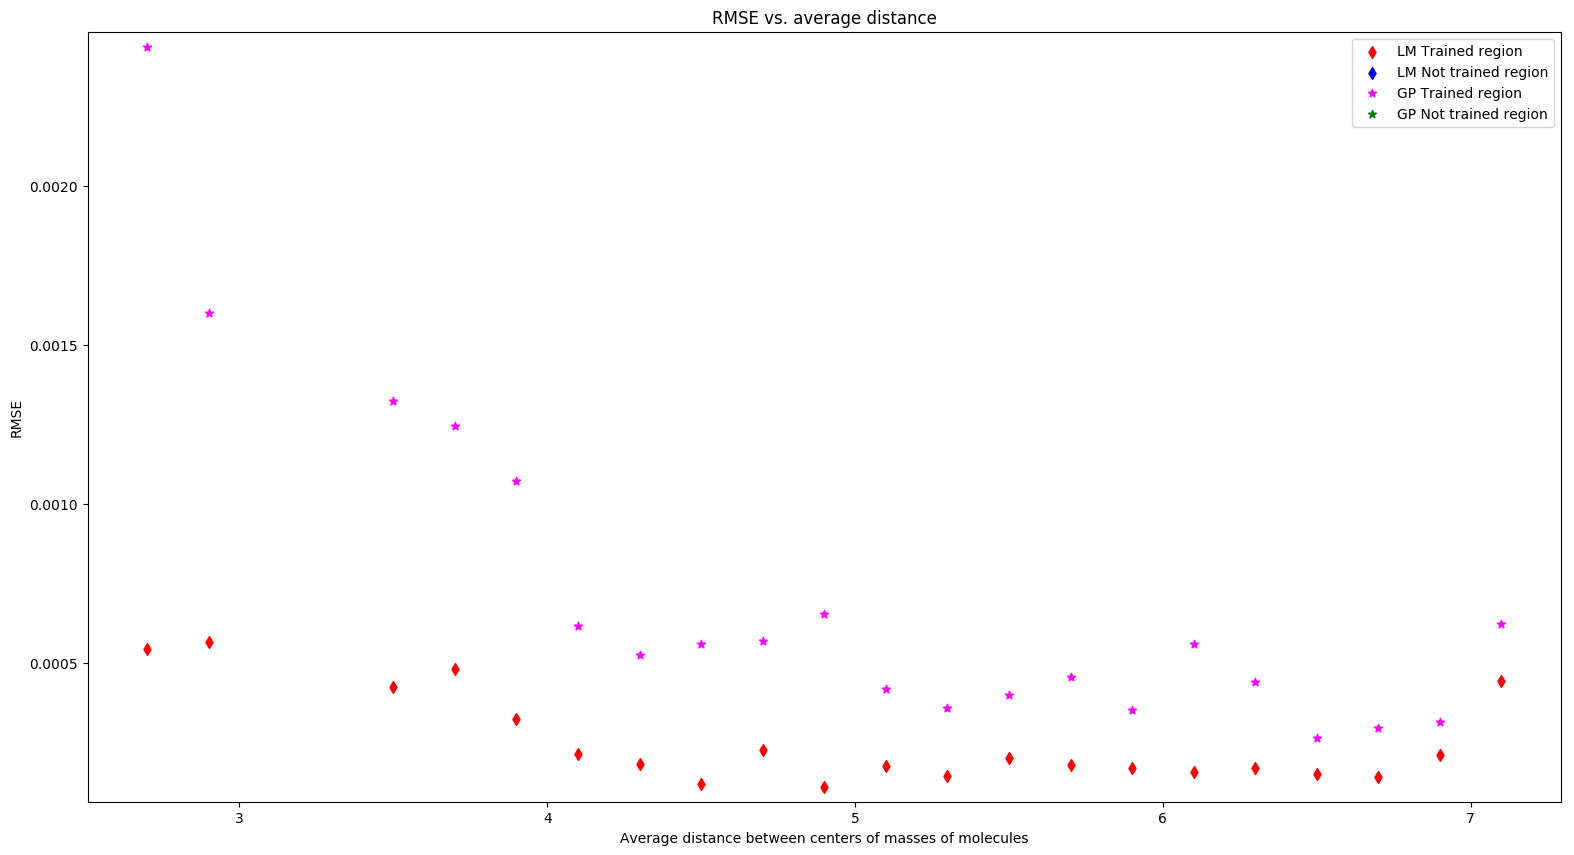 RMSE vs. average distance
LM Trained region
LM Not trained region
GP Trained region
GP Not trained region
0.0020
0.0015
0.0010
0.0005
RMSE
3 4 5 6 7
Average distance between centers of masses of molecules